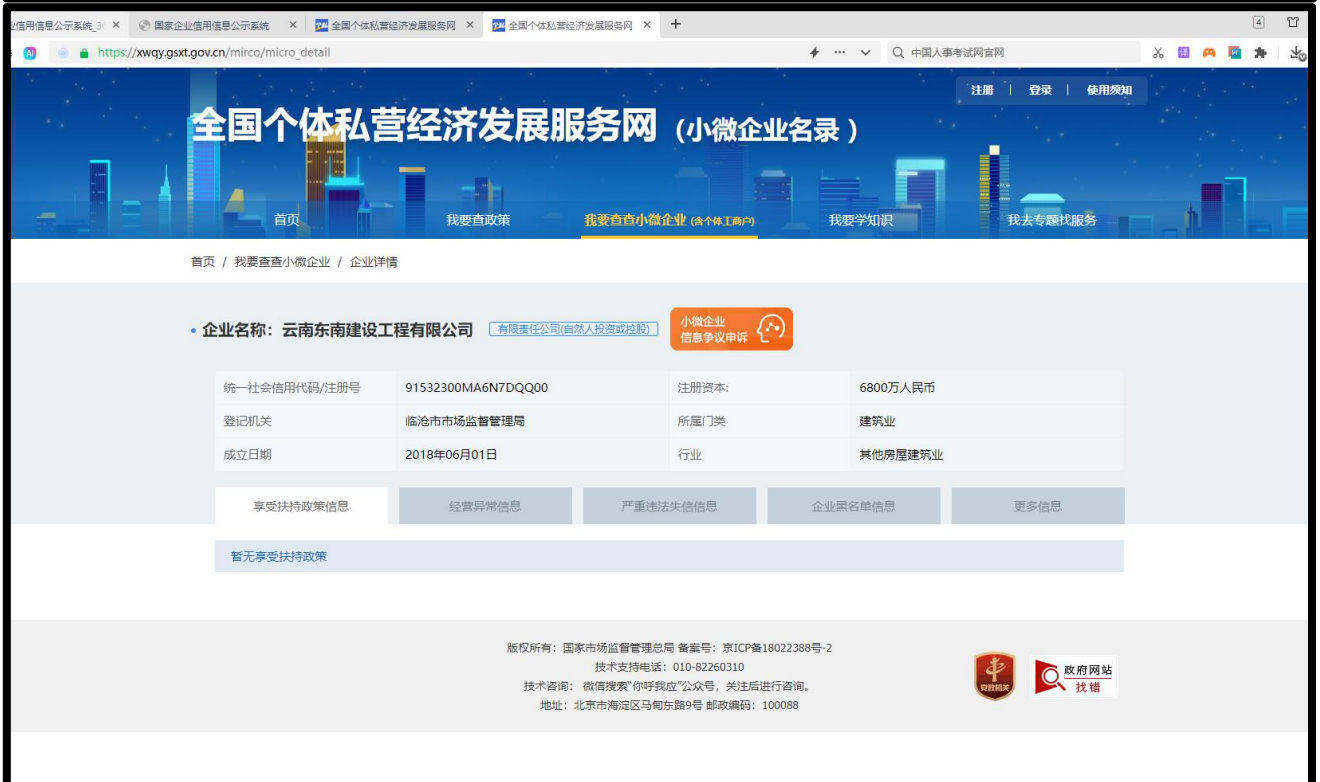 业信用信息公示系统_30 × 国家企业信用信息公示系统 × 全国个体私营经济发展服务网 × 全国个体私营经济发展服务网 × + 4
https://xwqy.gsxt.gov.cn/mirco/micro_detail 中国人事考试网官网
注册 | 登录 | 使用须知
全国个体私营经济发展服务网（小微企业名录）
首页 我要查政策 我要查查小微企业 (含个体工商户) 我要学知识 我去专题找服务
首页 / 我要查查小微企业 / 企业详情
小微企业
• 企业名称：云南东南建设工程有限公司 有限责任公司(自然人投资或控股)
信息争议申诉
统一社会信用代码/注册号 91532300MA6N7DQQ00 注册资本: 6800万人民币
登记机关 临沧市市场监督管理局 所属门类 建筑业
成立日期 2018年06月01日 行业 其他房屋建筑业
享受扶持政策信息 经营异常信息 严重违法失信信息 企业黑名单信息 更多信息
暂无享受扶持政策
版权所有：国家市场监督管理总局 备案号：京ICP备18022388号-2
技术支持电话：010-82260310
技术咨询： 微信搜索"你呼我应"公众号，关注后进行咨询。
地址：北京市海淀区马甸东路9号 邮政编码：100088
党政机关
政府网站
找错